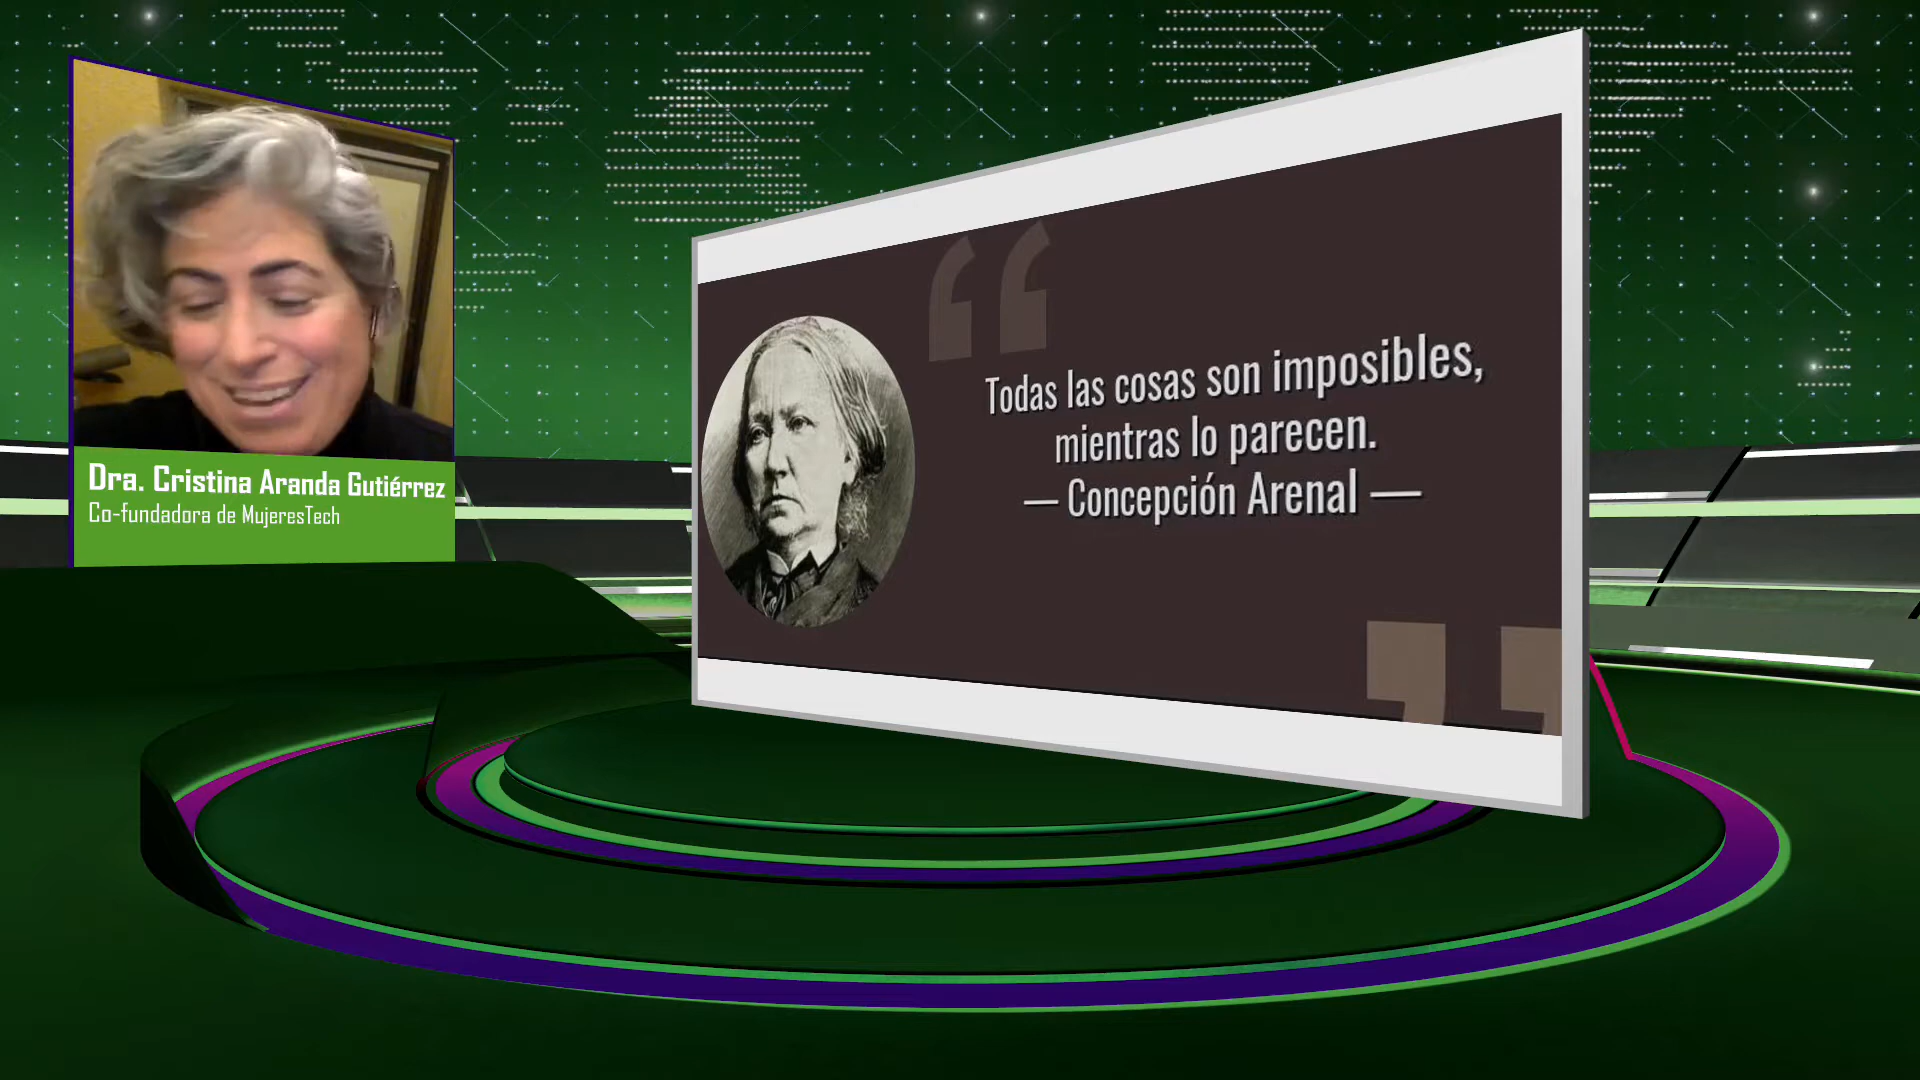 Dra. Cristina Aranda Gutiérrez
Co-fundadora de MujeresTech
“
Todas las cosas son imposibles,
mientras lo parecen.
— Concepción Arenal —
”